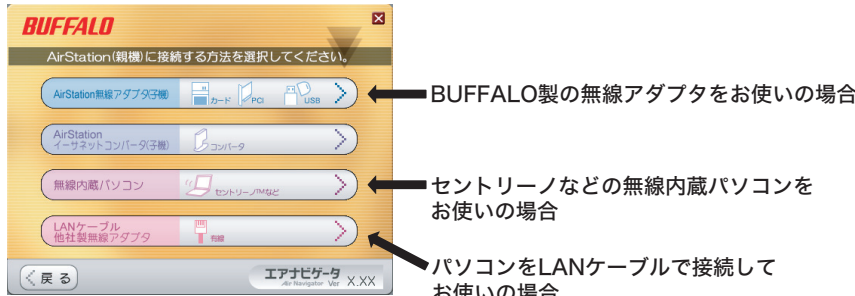 BUFFALO
AirStation(親機)に接続する方法を選択してください。
AirStation無線アダプタ(子機) カード PCI USB
BUFFALO製の無線アダプタをお使いの場合
AirStation
イーサネットコンバータ(子機) コンバータ
無線内蔵パソコン セントリーノTMなど
セントリーノなどの無線内蔵パソコンを
お使いの場合
LANケーブル
他社製無線アダプタ 有線
パソコンをLANケーブルで接続して
お使いの場合
戻る
エアナビゲータ
Air Navigator Ver X.XX